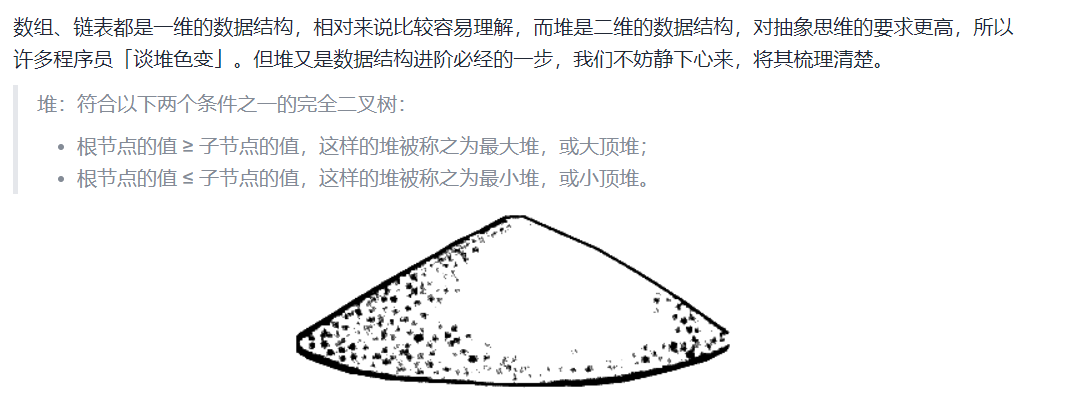 数组、链表都是一维的数据结构，相对来说比较容易理解，而堆是二维的数据结构，对抽象思维的要求更高，所以
许多程序员「谈堆色变」。但堆又是数据结构进阶必经的一步，我们不妨静下心来，将其梳理清楚。
堆：符合以下两个条件之一的完全二叉树：
• 根节点的值 ≥ 子节点的值，这样的堆被称之为最大堆，或大顶堆；
• 根节点的值 ≤ 子节点的值，这样的堆被称之为最小堆，或小顶堆。